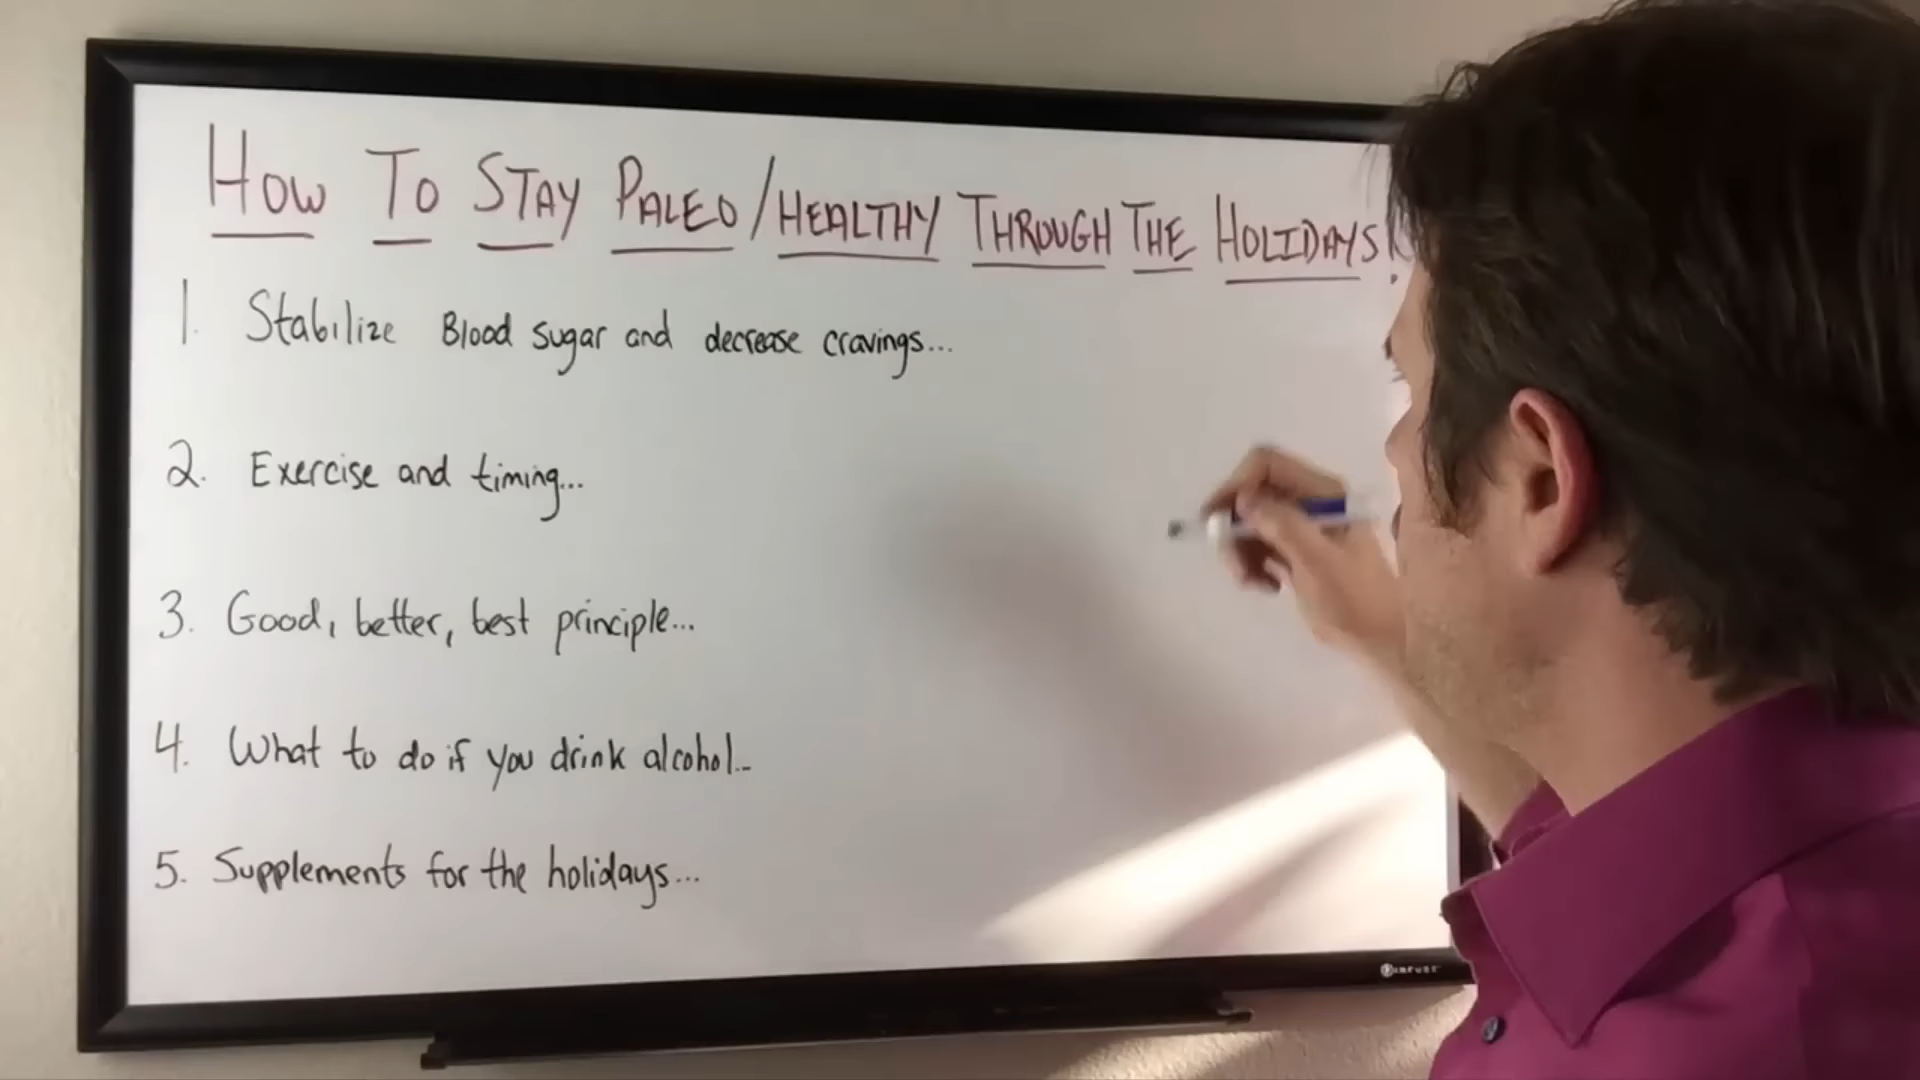 HOW TO STAY PALEO/HEALTHY THROUGH THE HOLIDAYS!
1. Stabilize Blood sugar and decrease cravings...
2. Exercise and timing...
3. Good, better, best principle...
4. What to do if you drink alcohol...
5. Supplements for the holidays...